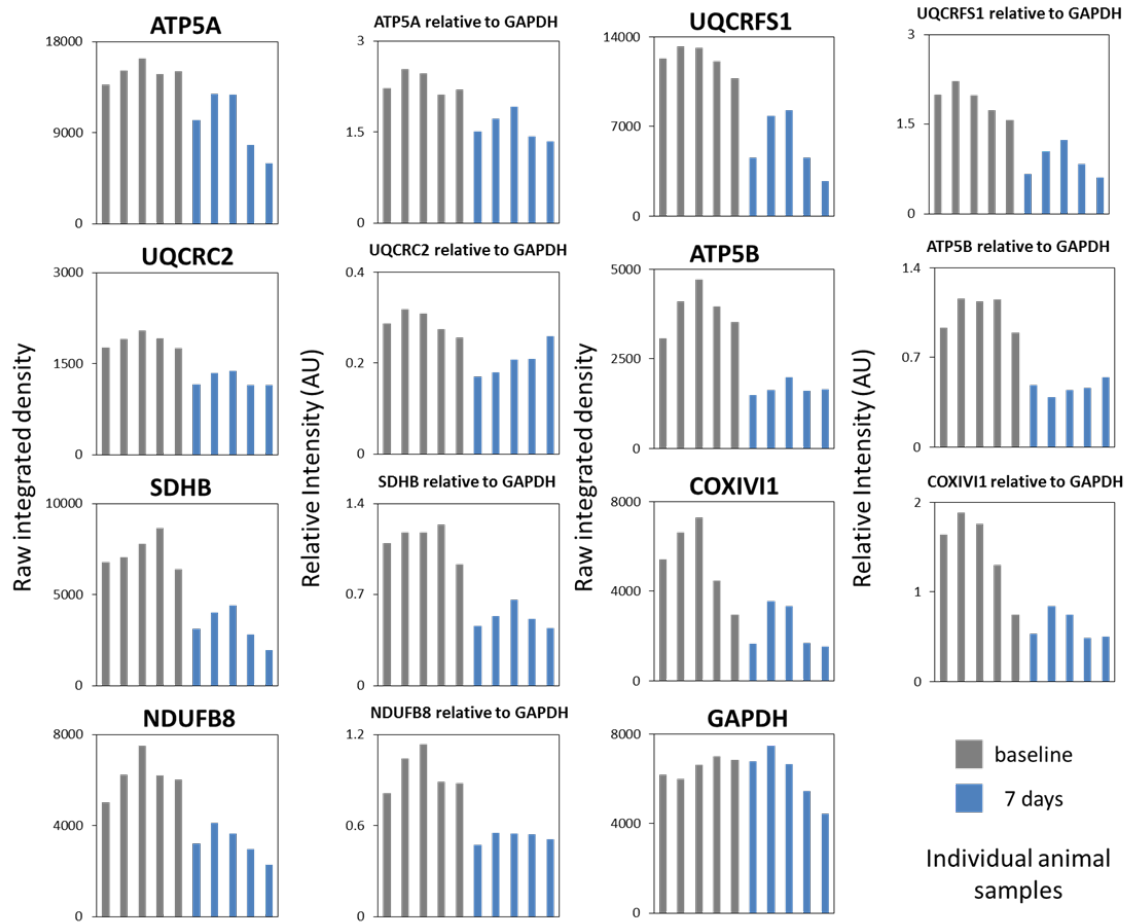 ATP5A
18000
9000
0
ATP5A relative to GAPDH
3
1.5
0
UQCRFS1
14000
7000
0
UQCRFS1 relative to GAPDH
3
1.5
0
UQCRC2
3000
1500
0
UQCRC2 relative to GAPDH
0.4
0.2
0
ATP5B
5000
2500
0
ATP5B relative to GAPDH
1.4
0.7
0
Raw integrated density
Relative Intensity (AU)
Raw integrated density
Relative Intensity (AU)
SDHB
10000
5000
0
SDHB relative to GAPDH
1.4
0.7
0
COXIVI1
8000
4000
0
COXIVI1 relative to GAPDH
2
1
0
NDUFB8
8000
4000
0
NDUFB8 relative to GAPDH
1.2
0.6
0
GAPDH
8000
4000
0
baseline
7 days
Individual animal
samples